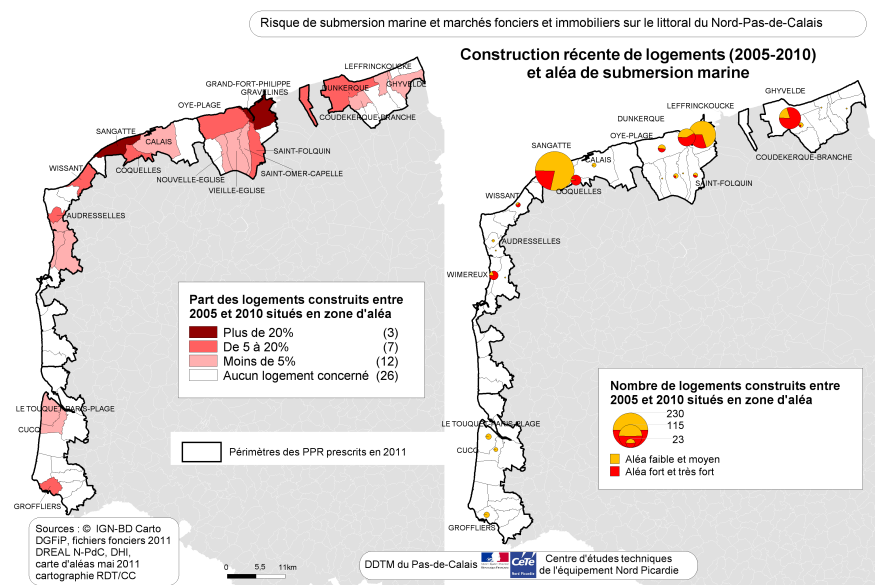 Risque de submersion marine et marchés fonciers et immobiliers sur le littoral du Nord-Pas-de-Calais
Construction récente de logements (2005-2010)
et aléa de submersion marine
LEFFRINCKOUCKE
GRAND-FORT-PHILIPPE
DUNKERQUE
GHYVELDE
GRAVELINES
OYE-PLAGE
COUDEKERQUE-BRANCHE
SANGATTE
CALAIS
SAINT-FOLQUIN
WISSANT
COQUELLES
SAINT-OMER-CAPELLE
NOUVELLE-EGLISE
VIEILLE-EGLISE
AUDRESSELLES
LE TOUQUET-PARIS-PLAGE
CUCQ
GROFFLIERS
Part des logements construits entre
2005 et 2010 situés en zone d'aléa
Plus de 20% (3)
De 5 à 20% (7)
Moins de 5% (12)
Aucun logement concerné (26)
Périmètres des PPR prescrits en 2011
GHYVELDE
LEFFRINCKOUCKE
DUNKERQUE
OYE-PLAGE
SANGATTE
CALAIS
COUDEKERQUE-BRANCHE
COQUELLES
SAINT-FOLQUIN
WISSANT
AUDRESSELLES
WIMEREUX
LE TOUQUET-PARIS-PLAGE
CUCQ
GROFFLIERS
Nombre de logements construits entre
2005 et 2010 situés en zone d'aléa
230
115
23
Aléa faible et moyen
Aléa fort et très fort
Sources : © IGN-BD Carto
DGFiP, fichiers fonciers 2011
DREAL N-PdC, DHI,
carte d'aléas mai 2011
cartographie RDT/CC
0 5,5 11km
DDTM du Pas-de-Calais
CeTe
Nord Picardie
Centre d'études techniques
de l'équipement Nord Picardie